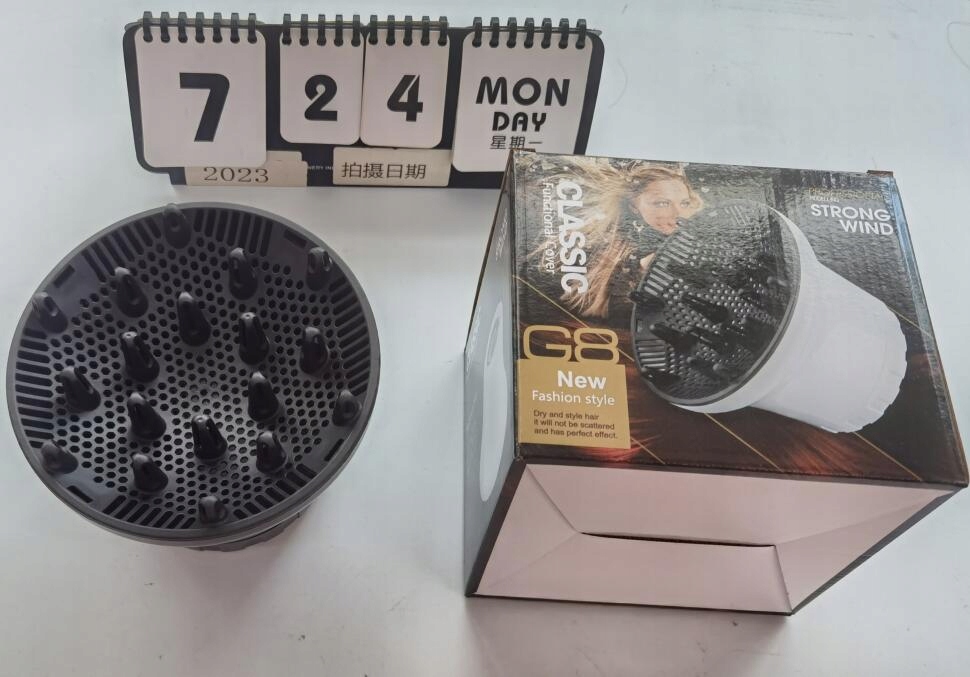 7
2
4
MON
DAY
星期一
2023
拍摄日期
CLASSIC
Functional Cover
STRONG
WIND
G8
New
Fashion style
Dry and style hair
it will not be scattered
and has perfect effect.